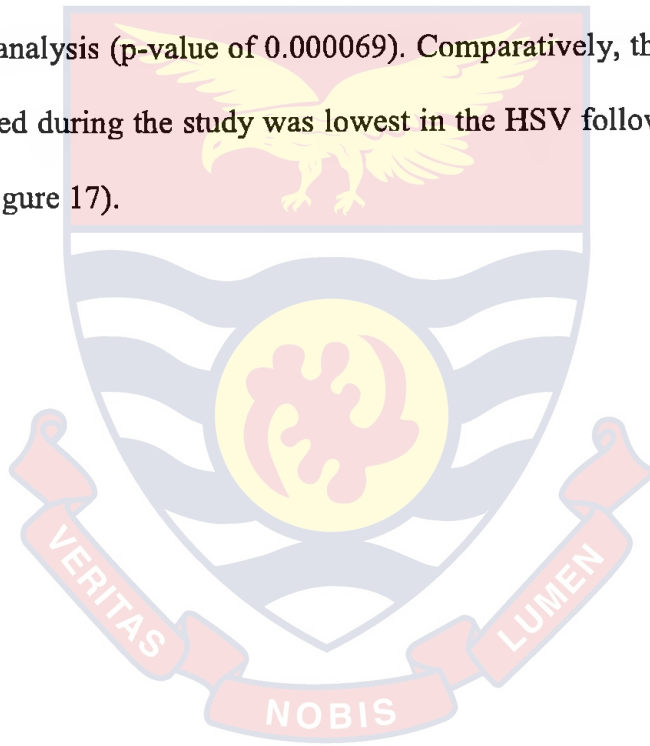 analysis (p-value of 0.000069). Comparatively, th
ed during the study was lowest in the HSV follow
gure 17).
VERITAS
NOBIS
LUMEN